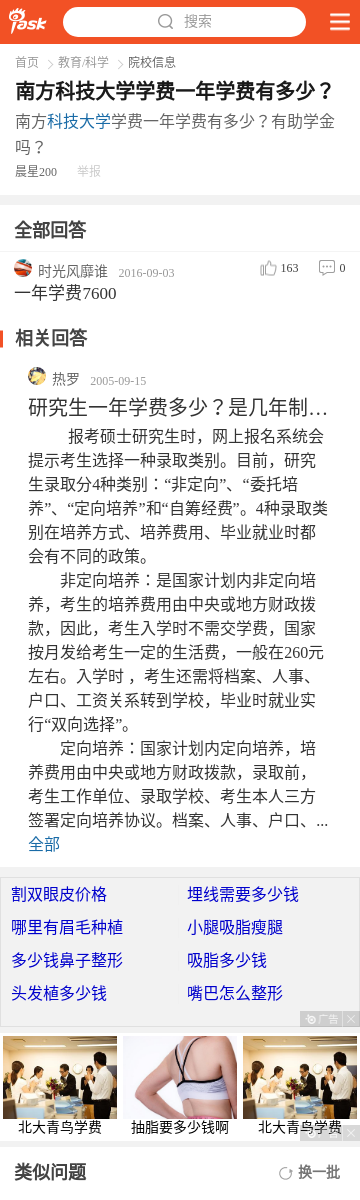 iask
搜索
首页 > 教育/科学 > 院校信息
南方科技大学学费一年学费有多少？
南方科技大学学费一年学费有多少？有助学金
吗？
晨星200 举报
全部回答
时光风靡谁 2016-09-03 163 0
一年学费7600
相关回答
热罗 2005-09-15
研究生一年学费多少？是几年制…
报考硕士研究生时，网上报名系统会
提示考生选择一种录取类别。目前，研究
生录取分4种类别：“非定向”、“委托培
养”、“定向培养”和“自筹经费”。4种录取类
别在培养方式、培养费用、毕业就业时都
会有不同的政策。
非定向培养：是国家计划内非定向培
养，考生的培养费用由中央或地方财政拨
款，因此，考生入学时不需交学费，国家
按月发给考生一定的生活费，一般在260元
左右。入学时 ，考生还需将档案、人事、
户口、工资关系转到学校，毕业时就业实
行“双向选择”。
定向培养：国家计划内定向培养，培
养费用由中央或地方财政拨款，录取前，
考生工作单位、录取学校、考生本人三方
签署定向培养协议。档案、人事、户口、...
全部
割双眼皮价格 埋线需要多少钱
哪里有眉毛种植 小腿吸脂瘦腿
多少钱鼻子整形 吸脂多少钱
头发植多少钱 嘴巴怎么整形
广告
北大青鸟学费 抽脂要多少钱啊 北大青鸟学费
广告
类似问题 换一批